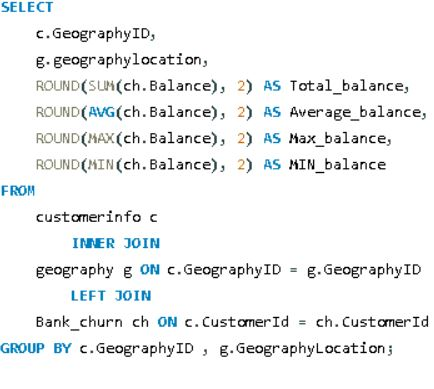 SELECT
c.GeographyID,
g.geographylocation,
ROUND(SUM(ch.Balance), 2) AS Total_balance,
ROUND(AVG(ch.Balance), 2) AS Average_balance,
ROUND(MAX(ch.Balance), 2) AS Max_balance,
ROUND(MIN(ch.Balance), 2) AS MIN_balance
FROM
customerinfo c
INNER JOIN
geography g ON c.GeographyID = g.GeographyID
LEFT JOIN
Bank_churn ch ON c.CustomerId = ch.CustomerId
GROUP BY c.GeographyID , g.GeographyLocation;